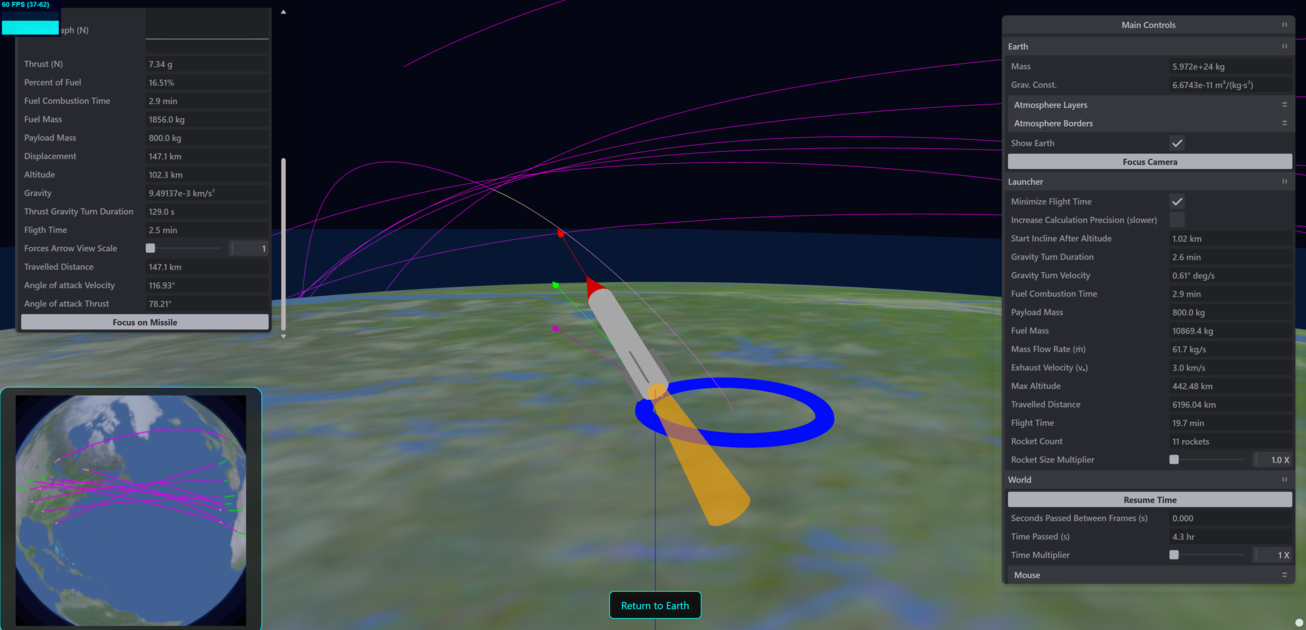 60 FPS (37-62)
aph (N)
Thrust (N) 7.34 g
Percent of Fuel 16.51%
Fuel Combustion Time 2.9 min
Fuel Mass 1856.0 kg
Payload Mass 800.0 kg
Displacement 147.1 km
Altitude 102.3 km
Gravity 9.49137e-3 km/s²
Thrust Gravity Turn Duration 129.0 s
Fligth Time 2.5 min
Forces Arrow View Scale 1
Travelled Distance 147.1 km
Angle of attack Velocity 116.93°
Angle of attack Thrust 78.21°
Focus on Missile
Return to Earth
Main Controls
Earth
Mass 5.972e+24 kg
Grav. Const. 6.6743e-11 m³/(kg·s²)
Atmosphere Layers
Atmosphere Borders
Show Earth
Focus Camera
Launcher
Minimize Flight Time
Increase Calculation Precision (slower)
Start Incline After Altitude 1.02 km
Gravity Turn Duration 2.6 min
Gravity Turn Velocity 0.61° deg/s
Fuel Combustion Time 2.9 min
Payload Mass 800.0 kg
Fuel Mass 10869.4 kg
Mass Flow Rate (ṁ) 61.7 kg/s
Exhaust Velocity (vₑ) 3.0 km/s
Max Altitude 442.48 km
Travelled Distance 6196.04 km
Flight Time 19.7 min
Rocket Count 11 rockets
Rocket Size Multiplier 1.0 X
World
Resume Time
Seconds Passed Between Frames (s) 0.000
Time Passed (s) 4.3 hr
Time Multiplier 1 X
Mouse